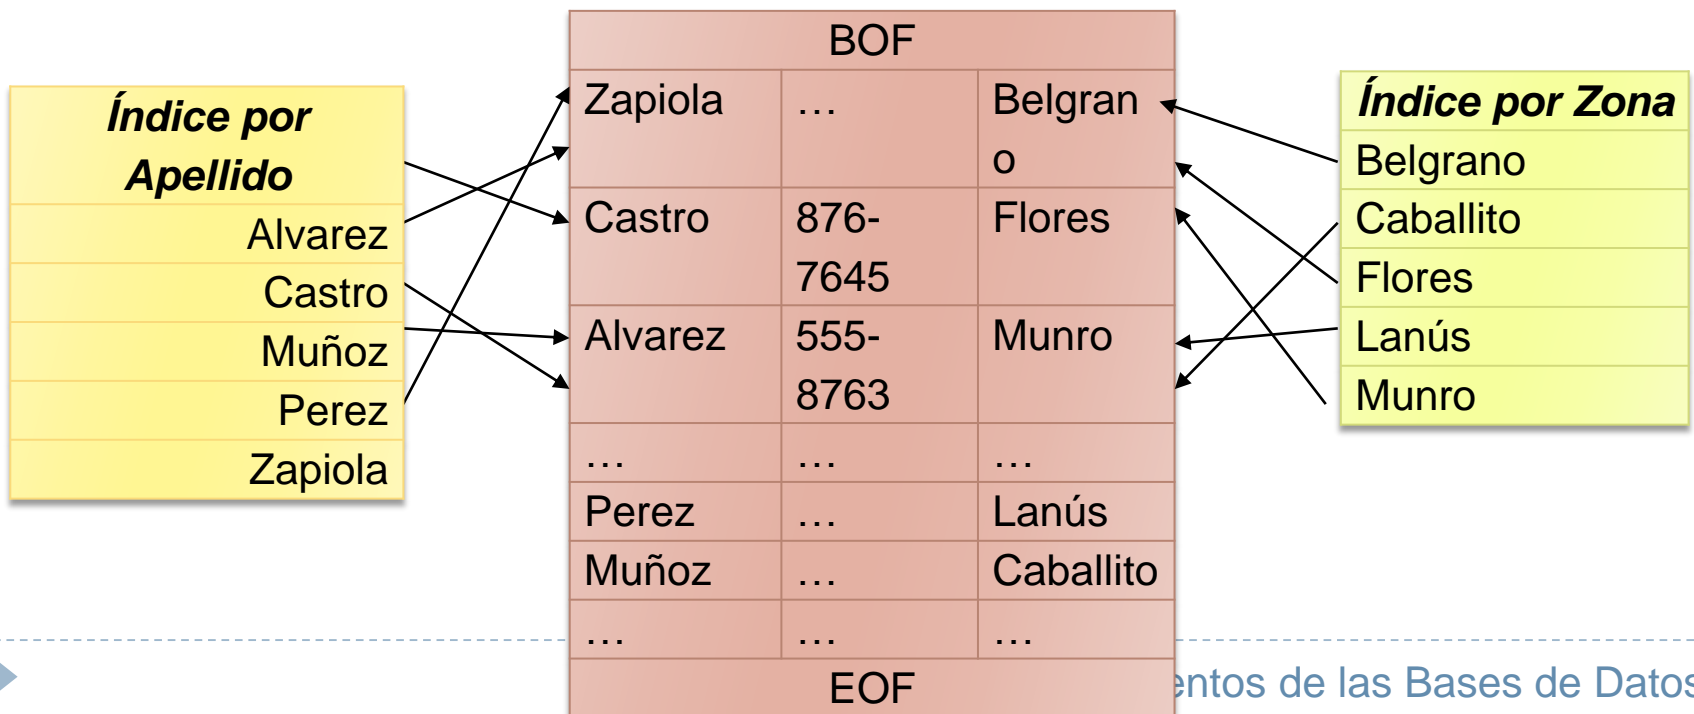 Índice por
Apellido
Alvarez
Castro
Muñoz
Perez
Zapiola
BOF
Zapiola … Belgran
o
Castro 876- Flores
7645
Alvarez 555- Munro
8763
… … …
Perez … Lanús
Muñoz … Caballito
… … …
EOF
Índice por Zona
Belgrano
Caballito
Flores
Lanús
Munro
entos de las Bases de Datos